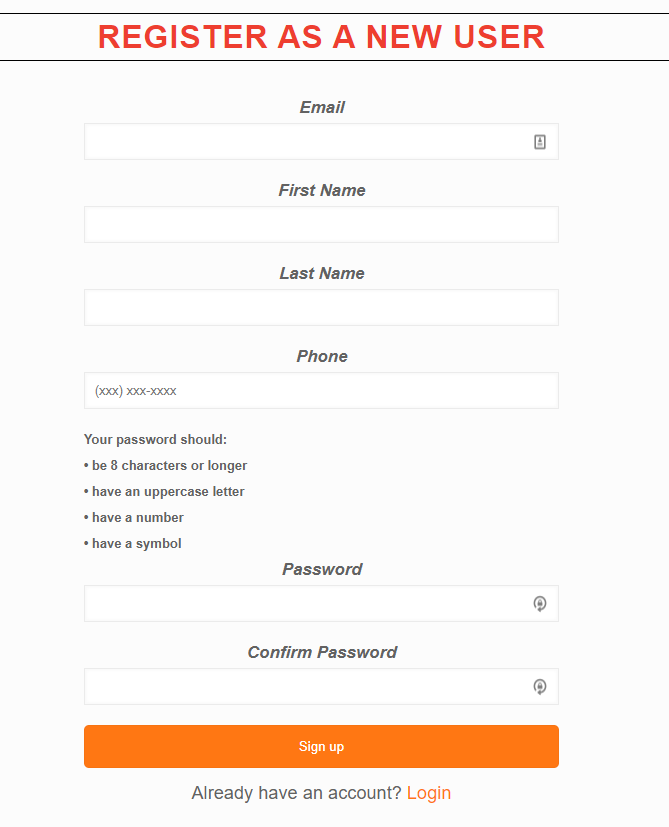 REGISTER AS A NEW USER
Email
First Name
Last Name
Phone
(xxx) xxx-xxxx
Your password should:
• be 8 characters or longer
• have an uppercase letter
• have a number
• have a symbol
Password
Confirm Password
Sign up
Already have an account? Login